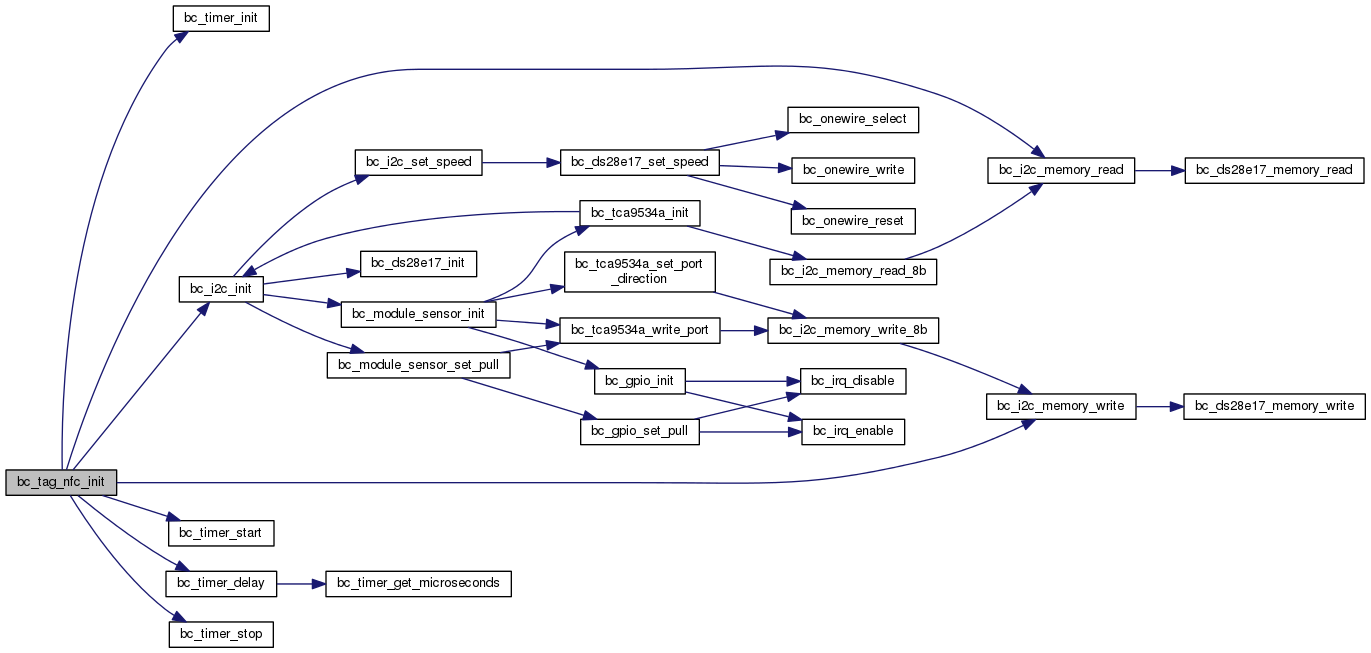 bc_timer_init
bc_onewire_select
bc_i2c_set_speed
bc_ds28e17_set_speed
bc_onewire_write
bc_i2c_memory_read
bc_ds28e17_memory_read
bc_tca9534a_init
bc_onewire_reset
bc_ds28e17_init
bc_tca9534a_set_port
_direction
bc_i2c_memory_read_8b
bc_i2c_init
bc_module_sensor_init
bc_tca9534a_write_port
bc_i2c_memory_write_8b
bc_module_sensor_set_pull
bc_gpio_init
bc_irq_disable
bc_i2c_memory_write
bc_ds28e17_memory_write
bc_gpio_set_pull
bc_irq_enable
bc_tag_nfc_init
bc_timer_start
bc_timer_delay
bc_timer_get_microseconds
bc_timer_stop